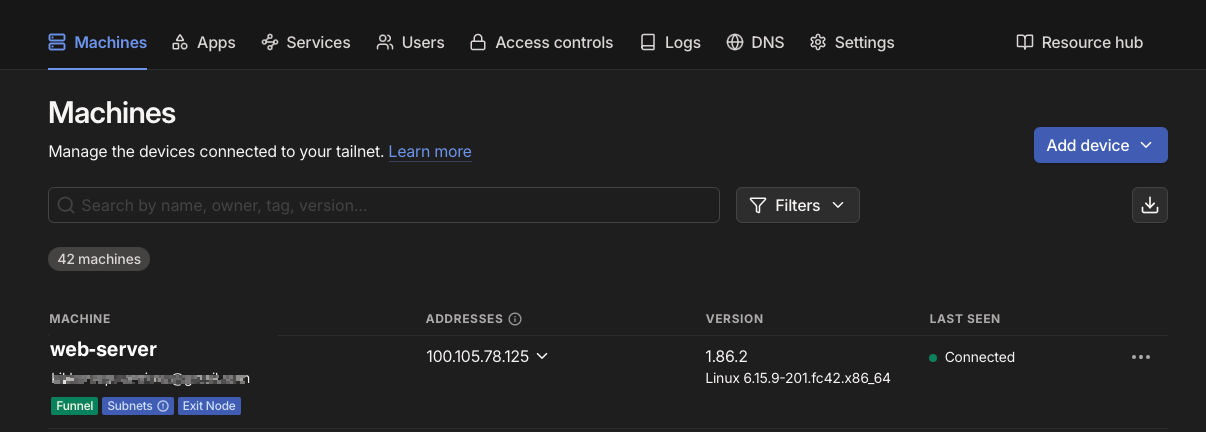 Machines Apps Services Users Access controls Logs DNS Settings Resource hub
Machines
Manage the devices connected to your tailnet. Learn more
Add device
Search by name, owner, tag, version...
Filters
42 machines
MACHINE ADDRESSES VERSION LAST SEEN
web-server 100.105.78.125 1.86.2 Connected
Linux 6.15.9-201.fc42.x86_64
Funnel Subnets Exit Node